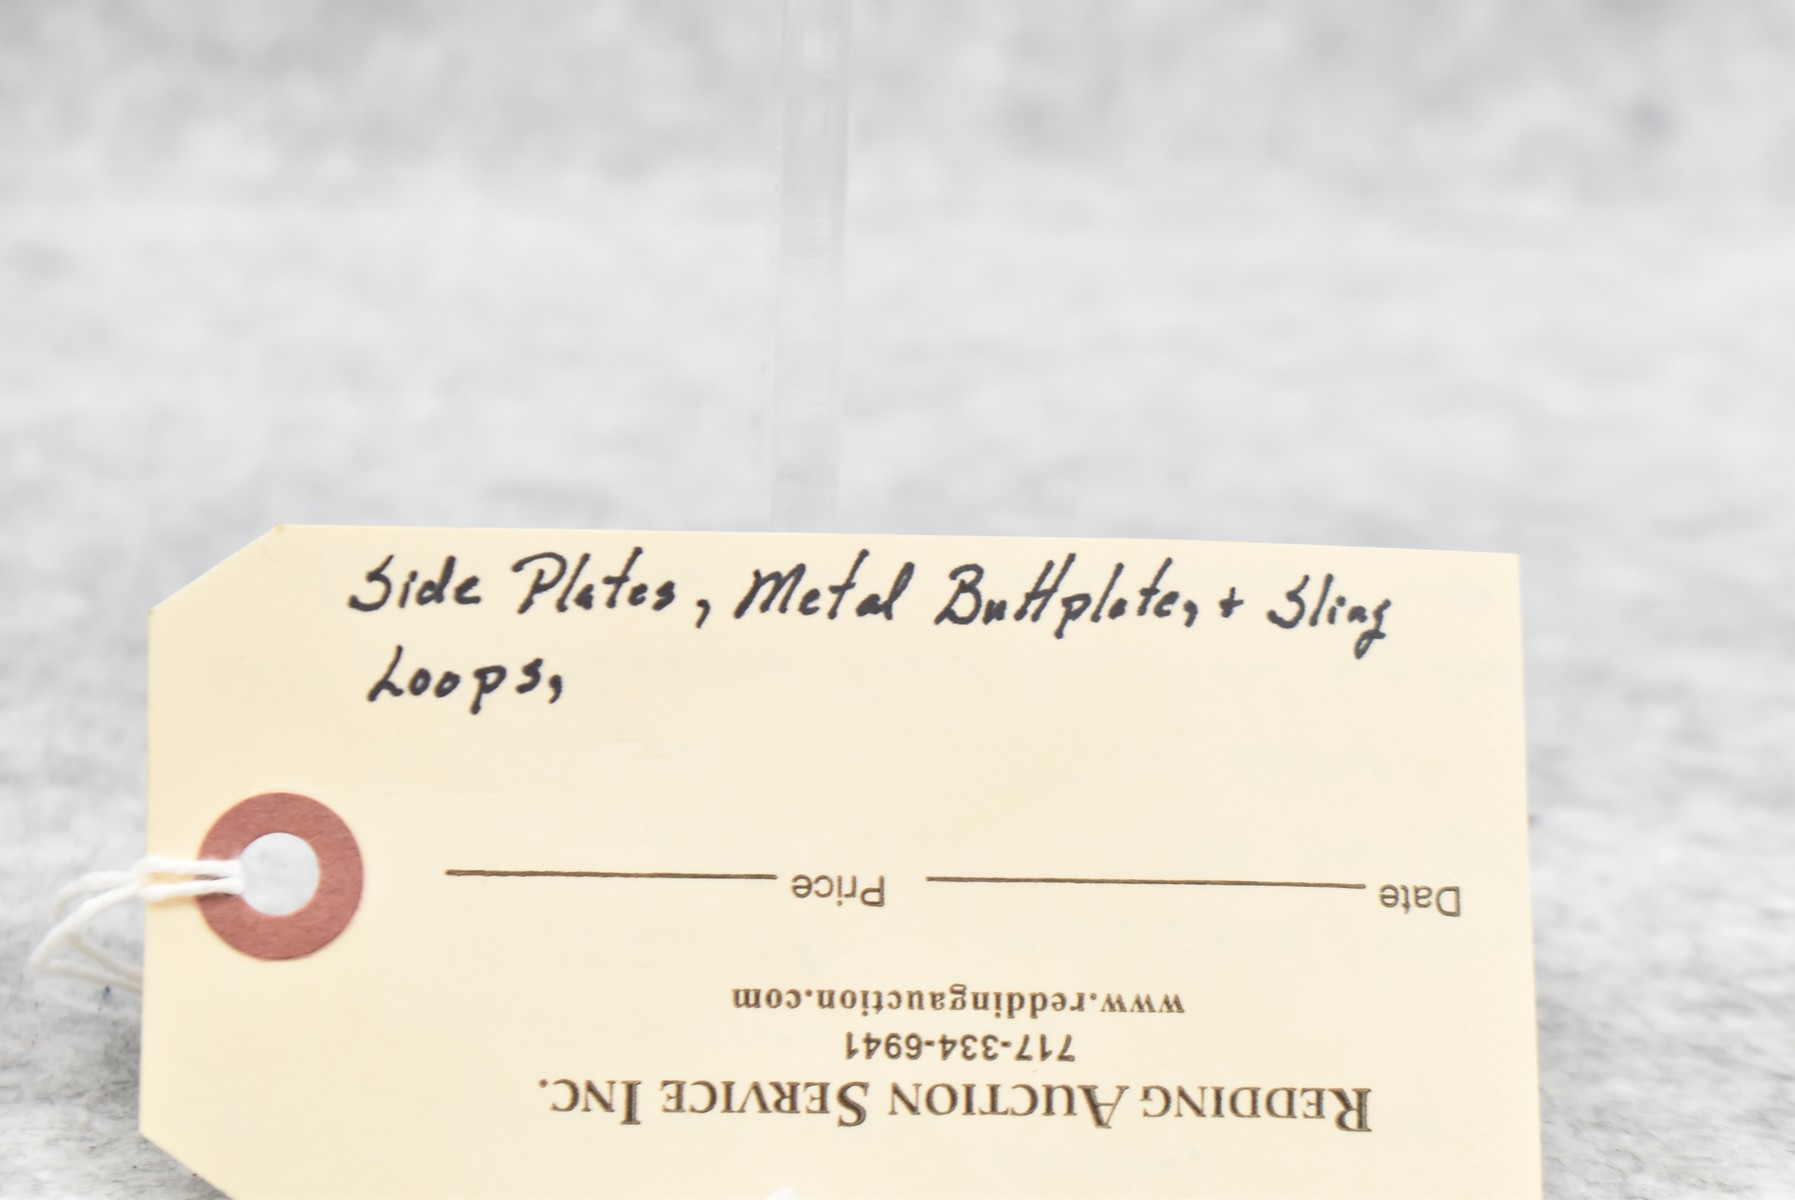 Side Plates, Metal Buttplate, + Sling
Loops,
REDDING AUCTION SERVICE INC.
717-334-6941
www.reddingauction.com
Date Price